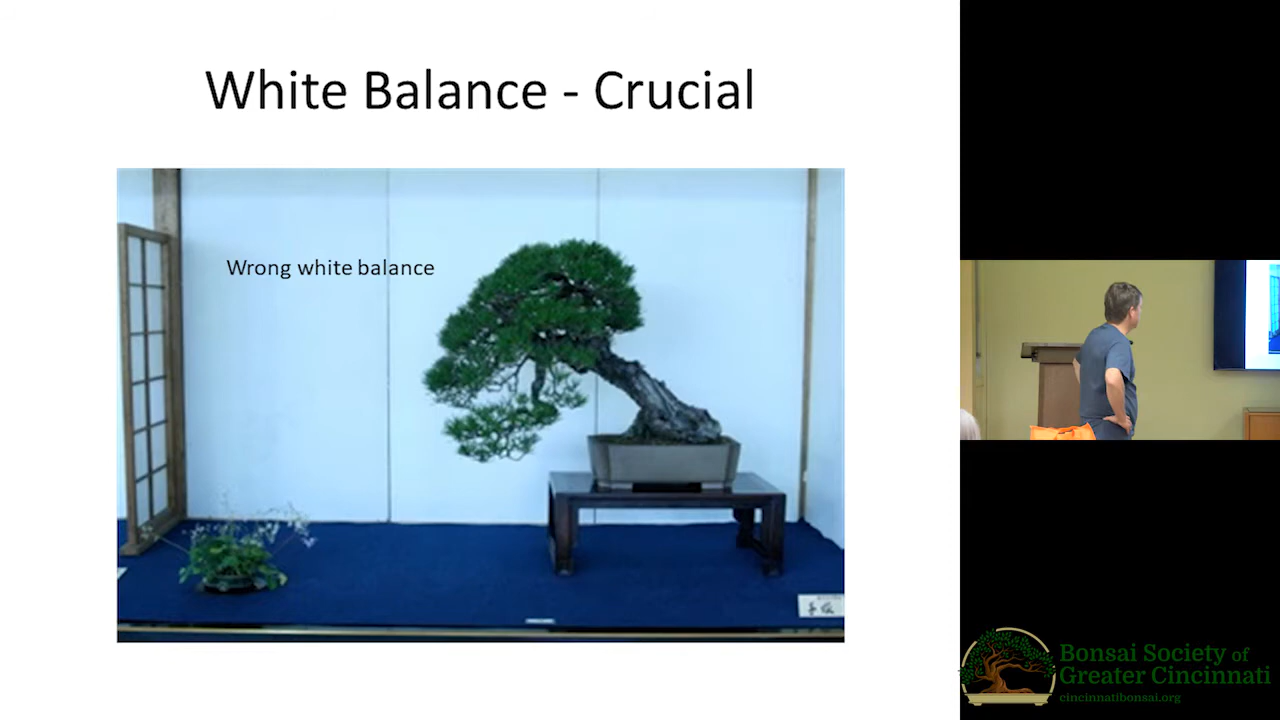 White Balance - Crucial
Wrong white balance
Bonsai Society of
Greater Cincinnati
cincinnatibonsai.org